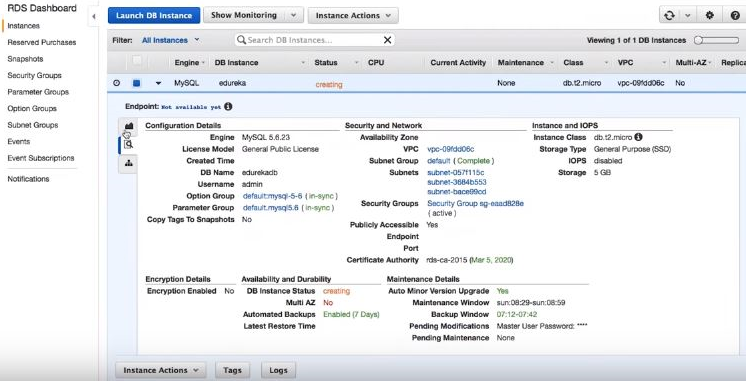 RDS Dashboard
Instances
Reserved Purchases
Snapshots
Security Groups
Parameter Groups
Option Groups
Subnet Groups
Events
Event Subscriptions
Notifications
Launch DB Instance Show Monitoring Instance Actions
Filter: All Instances Search DB Instances... Viewing 1 of 1 DB Instances
Engine DB Instance Status CPU Current Activity Maintenance Class VPC Multi-AZ Replica
MySQL edureka creating None db.t2.micro vpc-09fdd06c No
Endpoint: Not available yet
Configuration Details
Engine MySQL 5.6.23
License Model General Public License
Created Time
DB Name edurekadb
Username admin
Option Group default:mysql-5-6 ( in-sync )
Parameter Group default.mysql5.6 ( in-sync )
Copy Tags To Snapshots No
Security and Network
Availability Zone
VPC vpc-09fdd06c
Subnet Group default ( Complete )
Subnets subnet-057f115c
subnet-3684b553
subnet-bace99cd
Security Groups Security Group sg-eaad828e
( active )
Publicly Accessible Yes
Endpoint
Port
Certificate Authority rds-ca-2015 (Mar 5, 2020)
Instance and IOPS
Instance Class db.t2.micro
Storage Type General Purpose (SSD)
IOPS disabled
Storage 5 GB
Encryption Details
Encryption Enabled No
Availability and Durability
DB Instance Status creating
Multi AZ No
Automated Backups Enabled (7 Days)
Latest Restore Time
Maintenance Details
Auto Minor Version Upgrade Yes
Maintenance Window sun:08:29-sun:08:59
Backup Window 07:12-07:42
Pending Modifications Master User Password: ****
Pending Maintenance None
Instance Actions Tags Logs